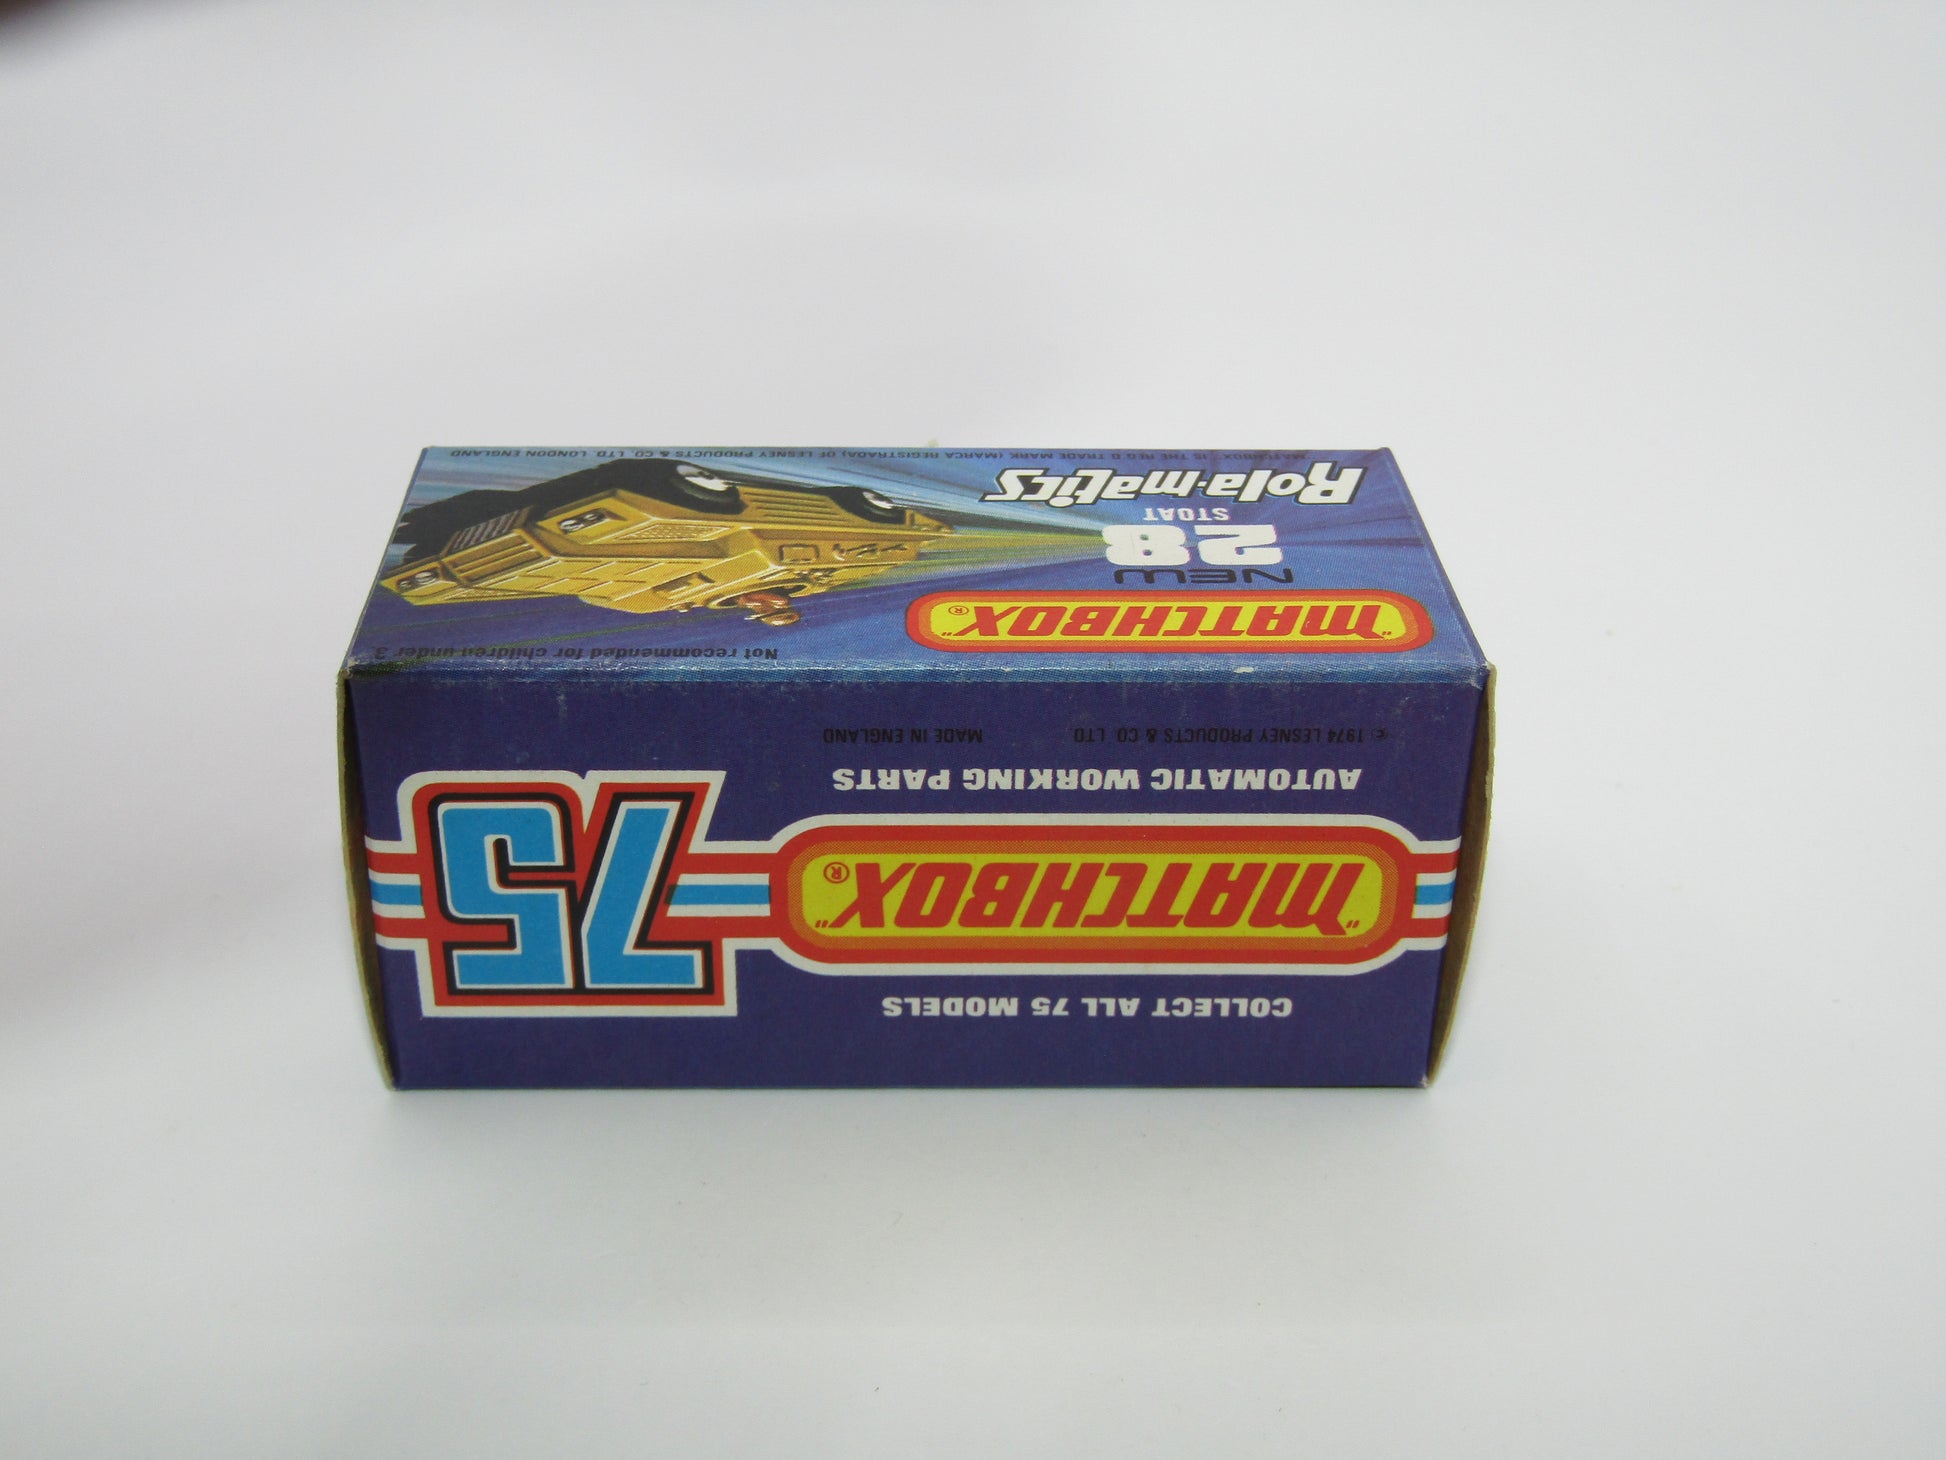 COLLECT ALL 75 MODELS
"MATCHBOX"®
75
AUTOMATIC WORKING PARTS
© 1974 LESNEY PRODUCTS & CO. LTD. MADE IN ENGLAND
Not recommended for children under 3.
"MATCHBOX"®
NEW
28
STOAT
Rola-matics
MATCHBOX, IS THE REG'D TRADE MARK (MARCA REGISTRADA) OF LESNEY PRODUCTS & CO. LTD. LONDON ENGLAND